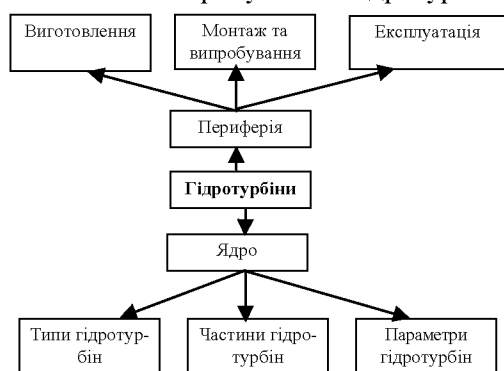 Виготовлення
Монтаж та
випробування
Експлуатація
Периферія
Гідротурбіни
Ядро
Типи гідротур-
бін
Частини гідро-
турбін
Параметри
гідротурбін